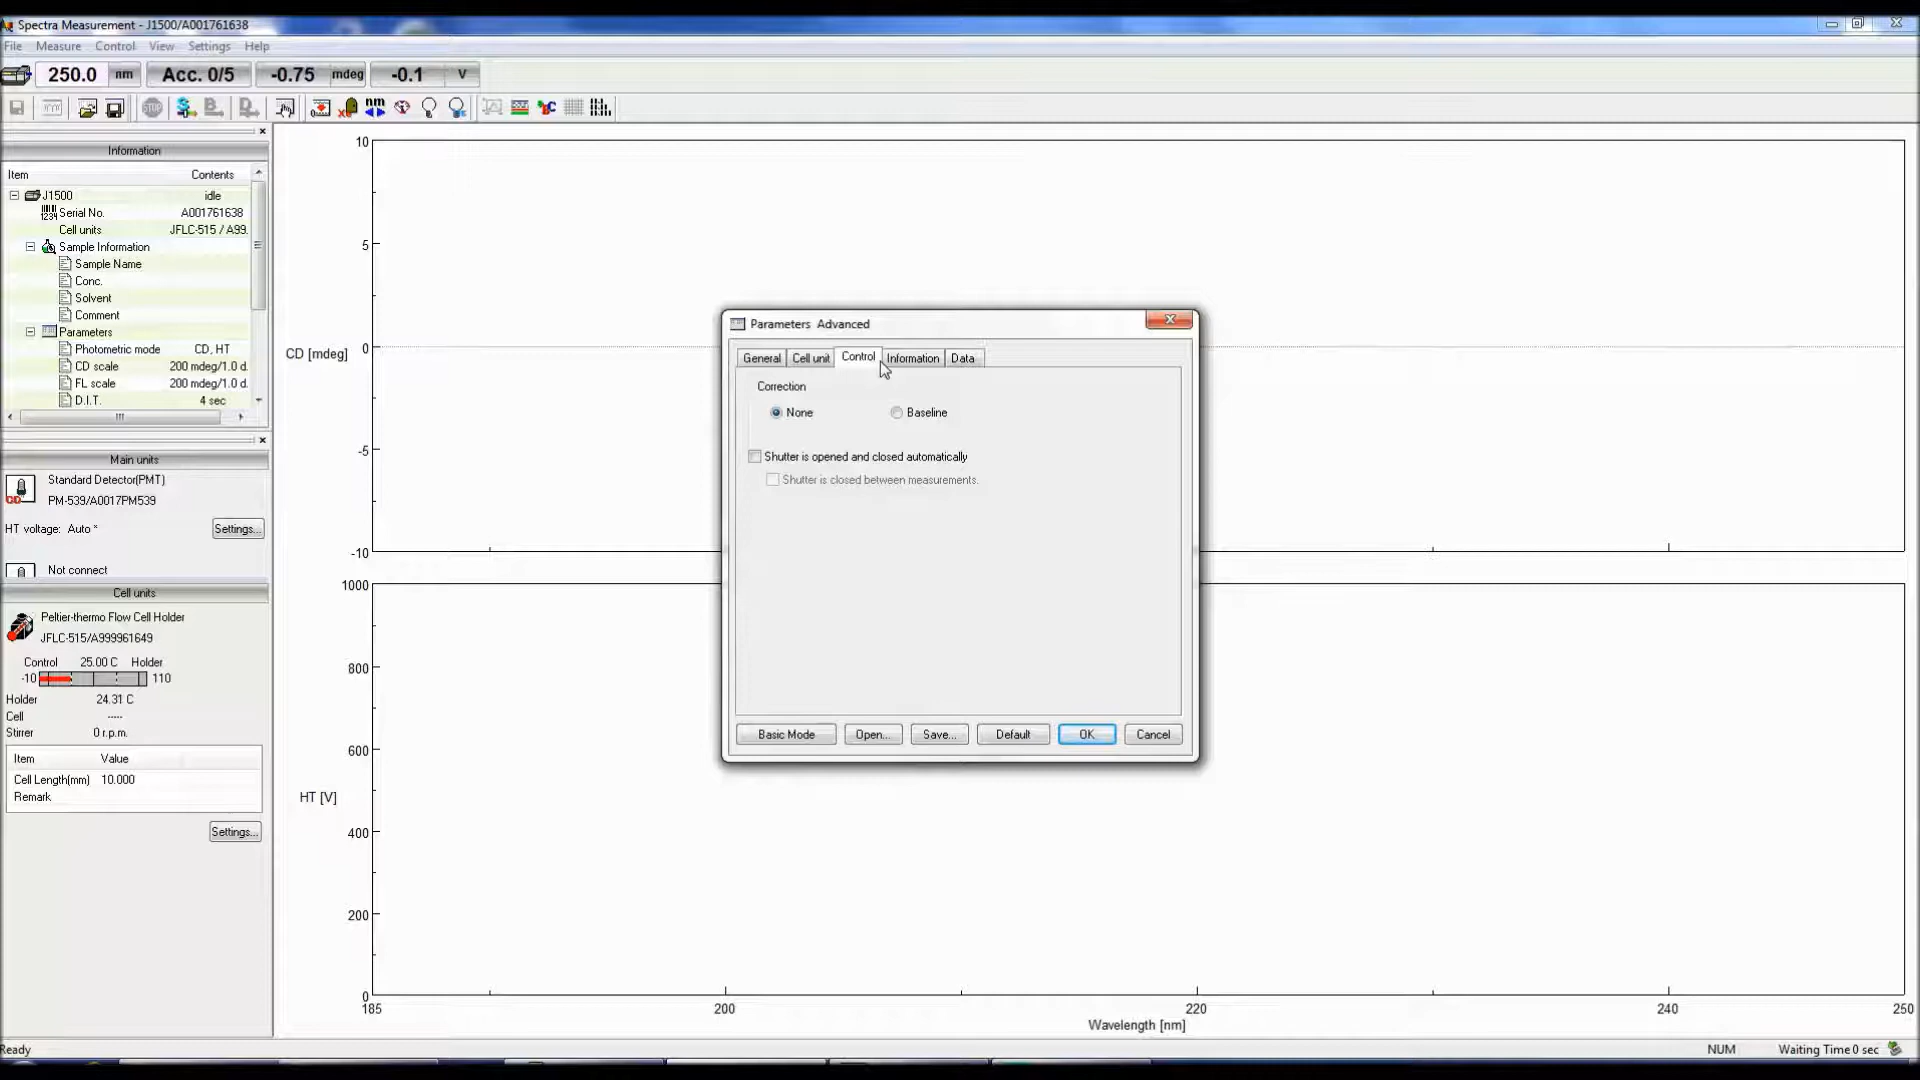 Spectra Measurement - J1500/A001761638
File Measure Control View Settings Help
250.0 nm Acc. 0/5 -0.75 mdeg -0.1 V
Information
Item Contents
J1500 idle
Serial No. A001761638
Cell units JFLC-515 / A99.
Sample Information
Sample Name
Conc.
Solvent
Comment
Parameters
Photometric mode CD, HT
CD scale 200 mdeg/1.0 d.
FL scale 200 mdeg/1.0 d.
D.I.T. 4 sec
Main units
Standard Detector(PMT)
PM-539/A0017PM539
HT voltage: Auto * Settings...
Not connect
Cell units
Peltier-thermo Flow Cell Holder
JFLC-515/A999961649
Control 25.00 C Holder
-10 110
Holder 24.31 C
Cell -----
Stirrer 0 r.p.m.
Item Value
Cell Length(mm) 10.000
Remark
Settings...
10
5
CD [mdeg] 0
-5
-10
1000
800
600
HT [V]
400
200
0
185 200 220 240 250
Wavelength [nm]
Parameters Advanced
General Cell unit Control Information Data
Correction
None Baseline
Shutter is opened and closed automatically
Shutter is closed between measurements.
Basic Mode Open... Save... Default OK Cancel
Ready NUM Waiting Time0 sec